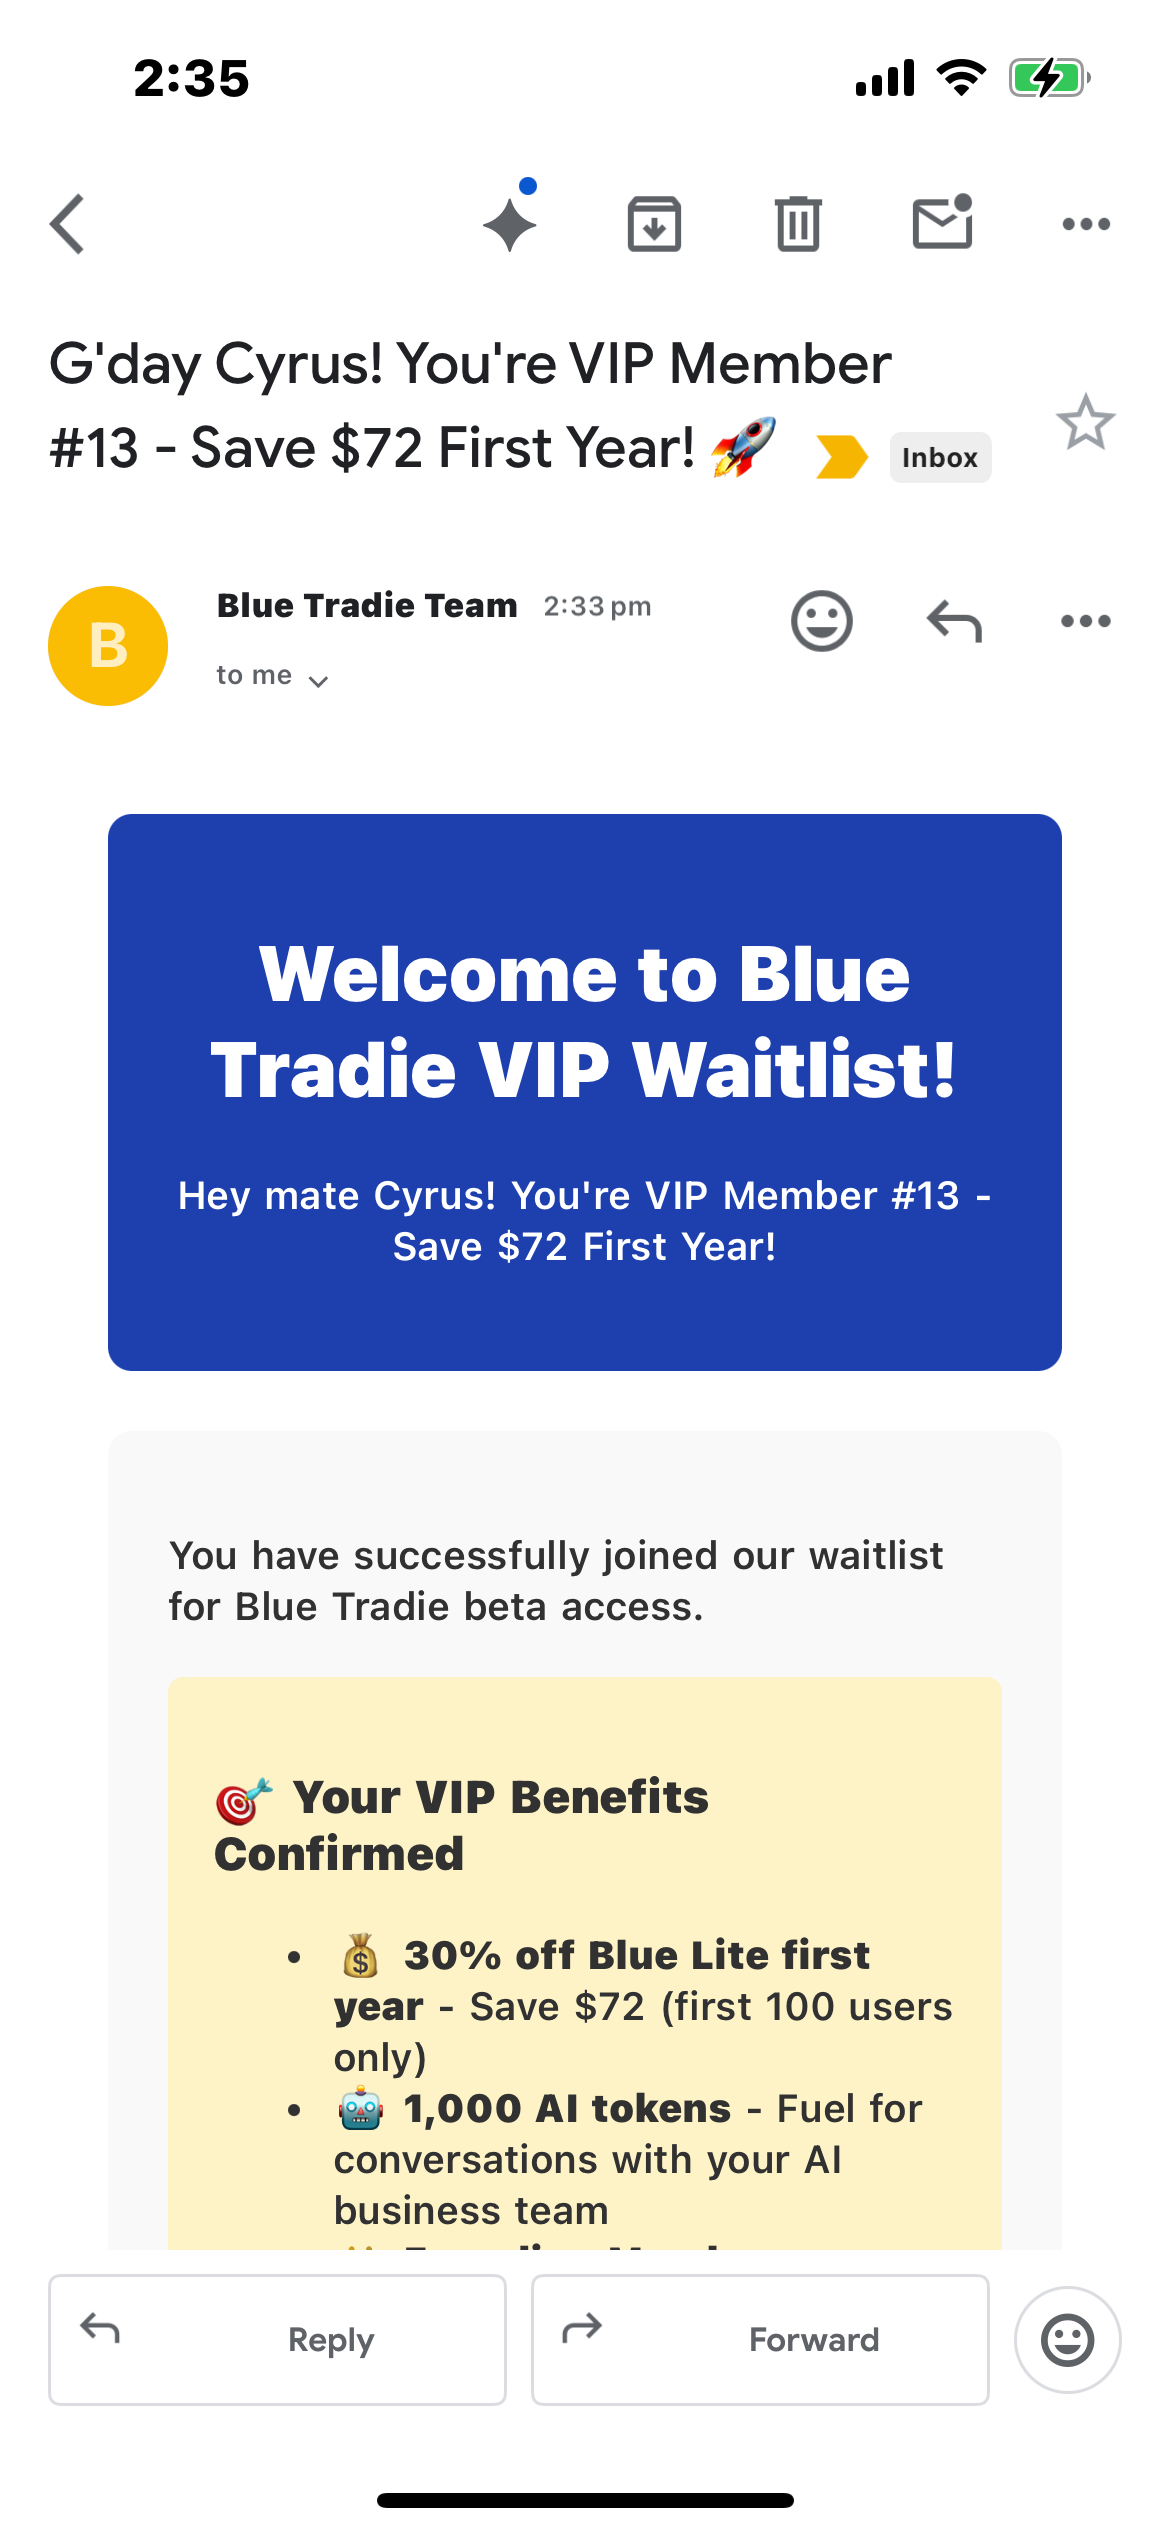 2:35
G'day Cyrus! You're VIP Member
#13 - Save $72 First Year! 🚀 Inbox
B
Blue Tradie Team 2:33 pm
to me
Welcome to Blue
Tradie VIP Waitlist!
Hey mate Cyrus! You're VIP Member #13 -
Save $72 First Year!
You have successfully joined our waitlist
for Blue Tradie beta access.
🎯 Your VIP Benefits
Confirmed
• 💰 30% off Blue Lite first
year - Save $72 (first 100 users
only)
• 🤖 1,000 AI tokens - Fuel for
conversations with your AI
business team
Reply
Forward